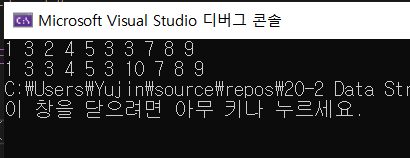 Microsoft Visual Studio 디버그 콘솔
1 3 2 4 5 3 3 7 8 9
1 3 3 4 5 3 10 7 8 9
C:\Users\Yujin\source\repos\20-2 Data Str
이 창을 닫으려면 아무 키나 누르세요.